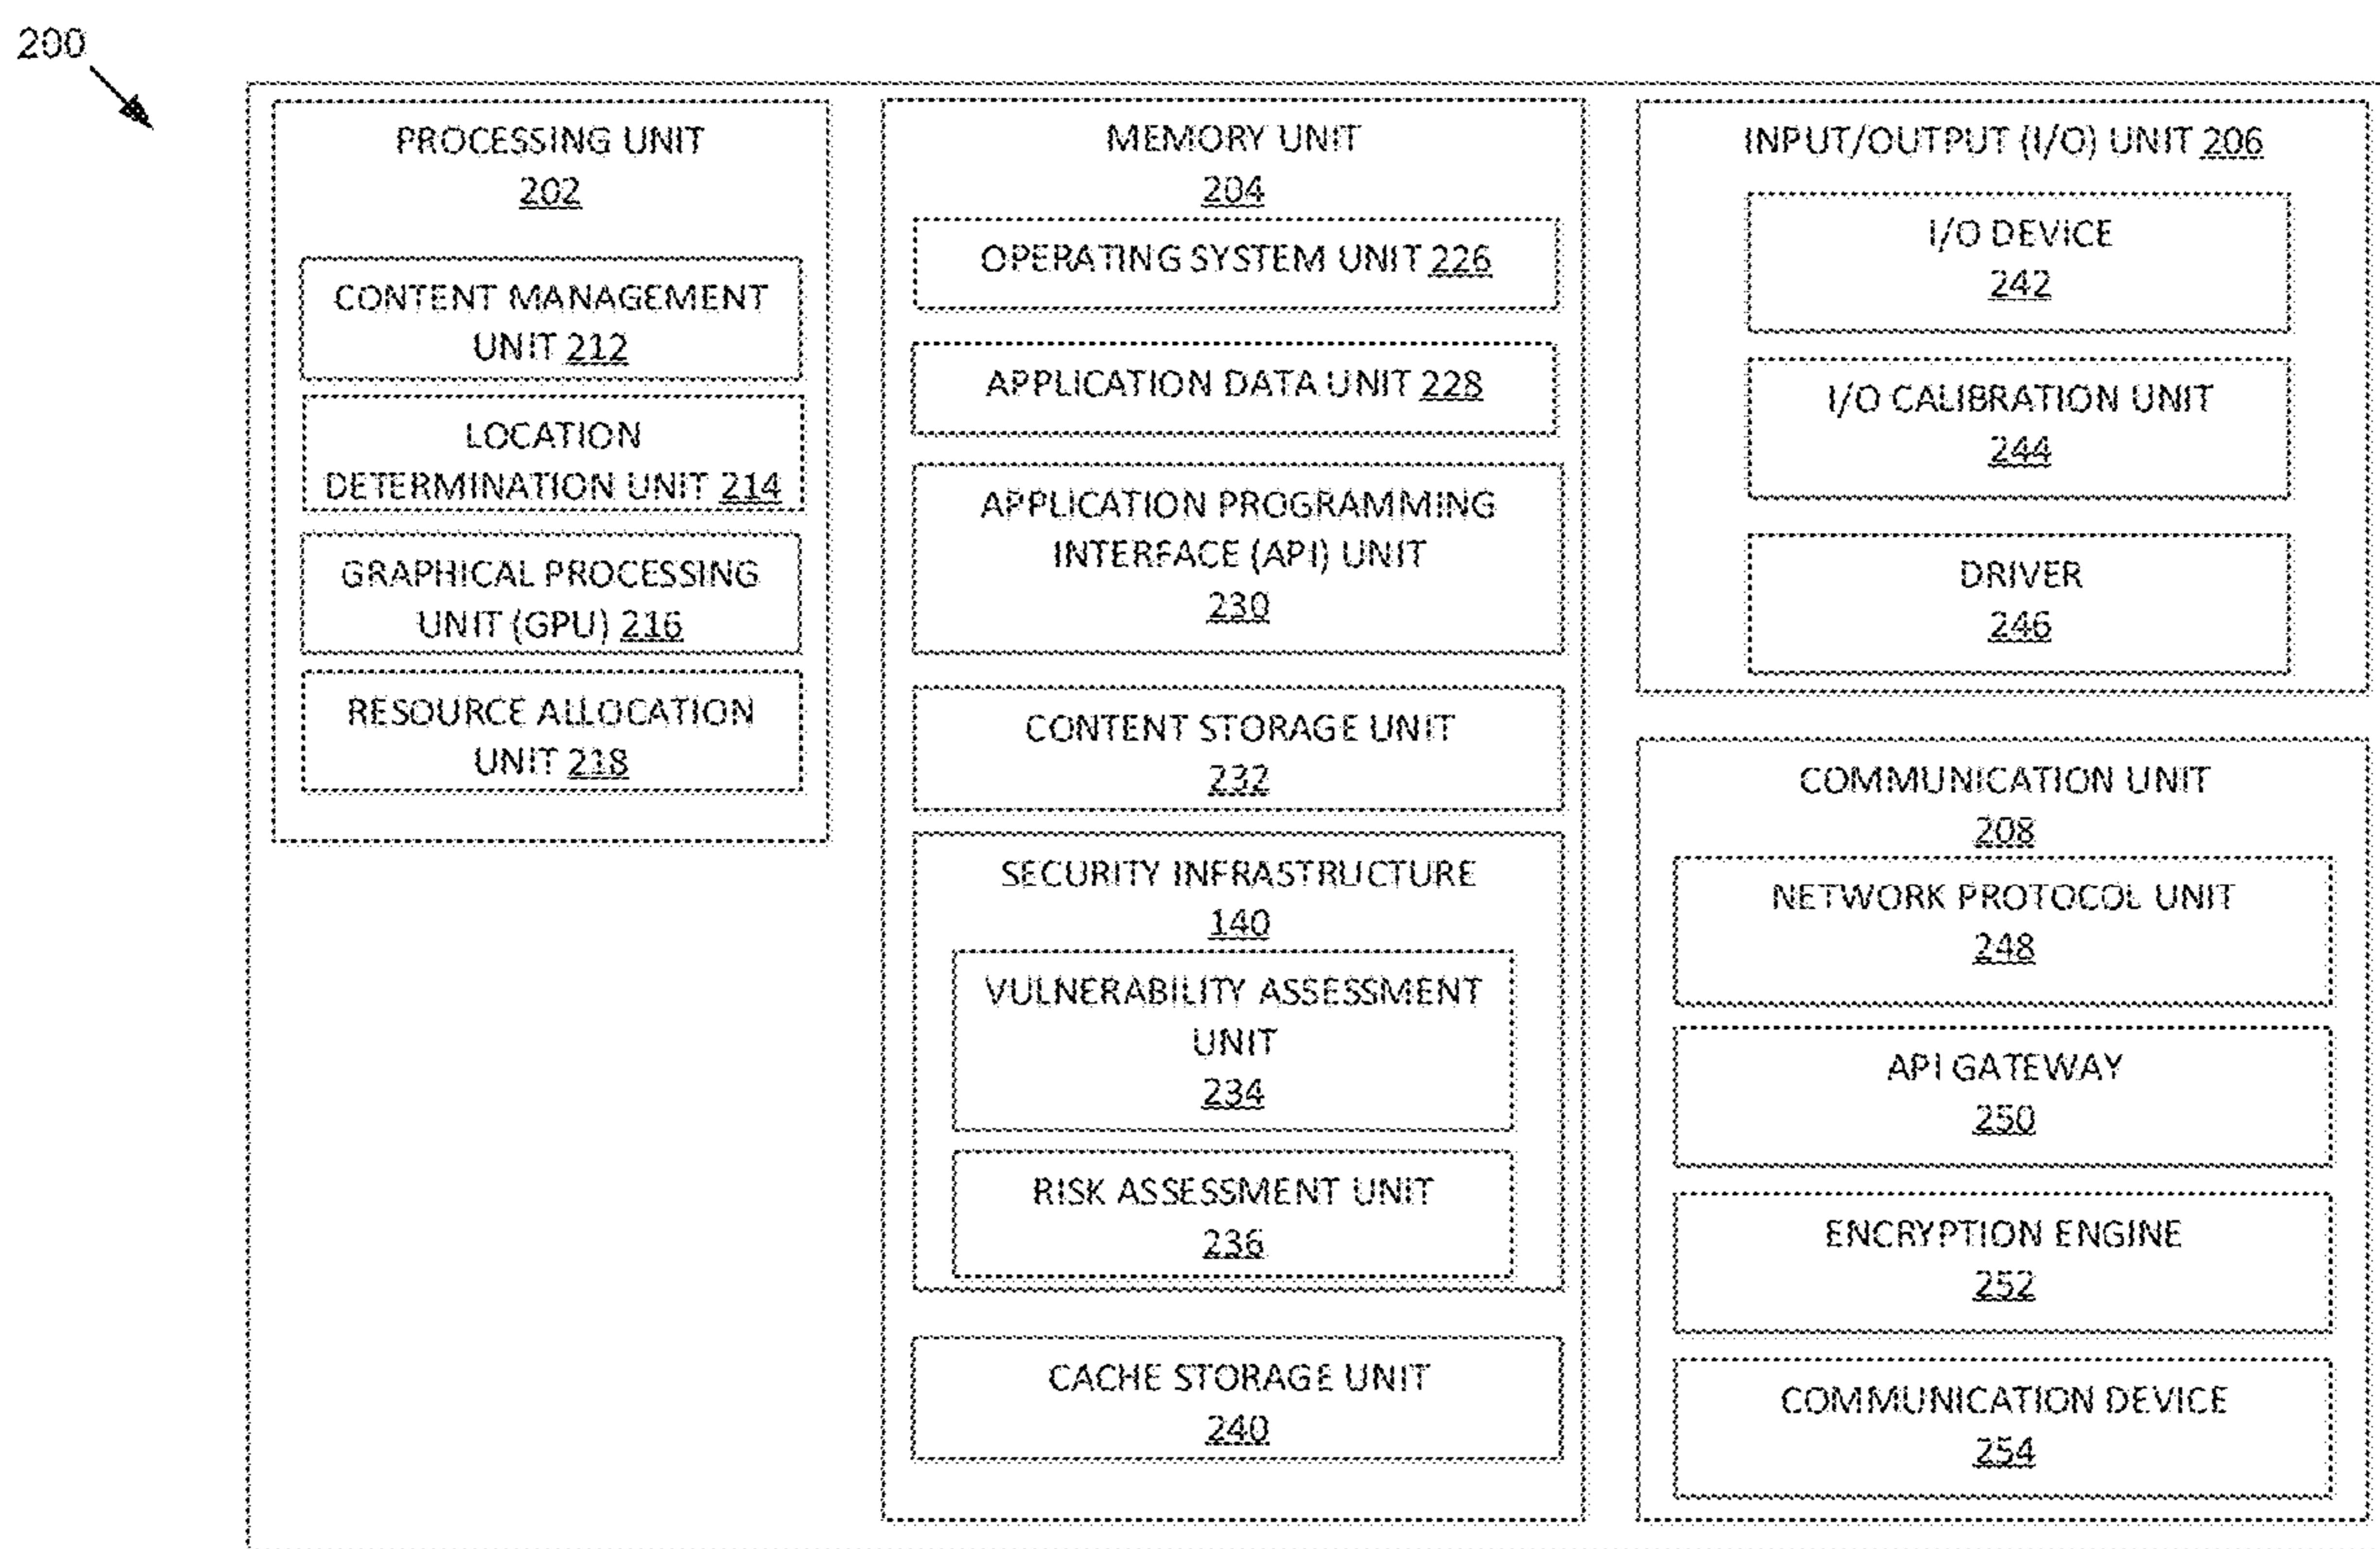 200
PROCESSING UNIT
202
CONTENT MANAGEMENT
UNIT 212
LOCATION
DETERMINATION UNIT 214
GRAPHICAL PROCESSING
UNIT (GPU) 216
RESOURCE ALLOCATION
UNIT 218
MEMORY UNIT
204
OPERATING SYSTEM UNIT 226
APPLICATION DATA UNIT 228
APPLICATION PROGRAMMING
INTERFACE (API) UNIT
230
CONTENT STORAGE UNIT
232
SECURITY INFRASTRUCTURE
140
VULNERABILITY ASSESSMENT
UNIT
234
RISK ASSESSMENT UNIT
236
CACHE STORAGE UNIT
240
INPUT/OUTPUT (I/O) UNIT 206
I/O DEVICE
242
I/O CALIBRATION UNIT
244
DRIVER
246
COMMUNICATION UNIT
208
NETWORK PROTOCOL UNIT
248
API GATEWAY
250
ENCRYPTION ENGINE
252
COMMUNICATION DEVICE
254